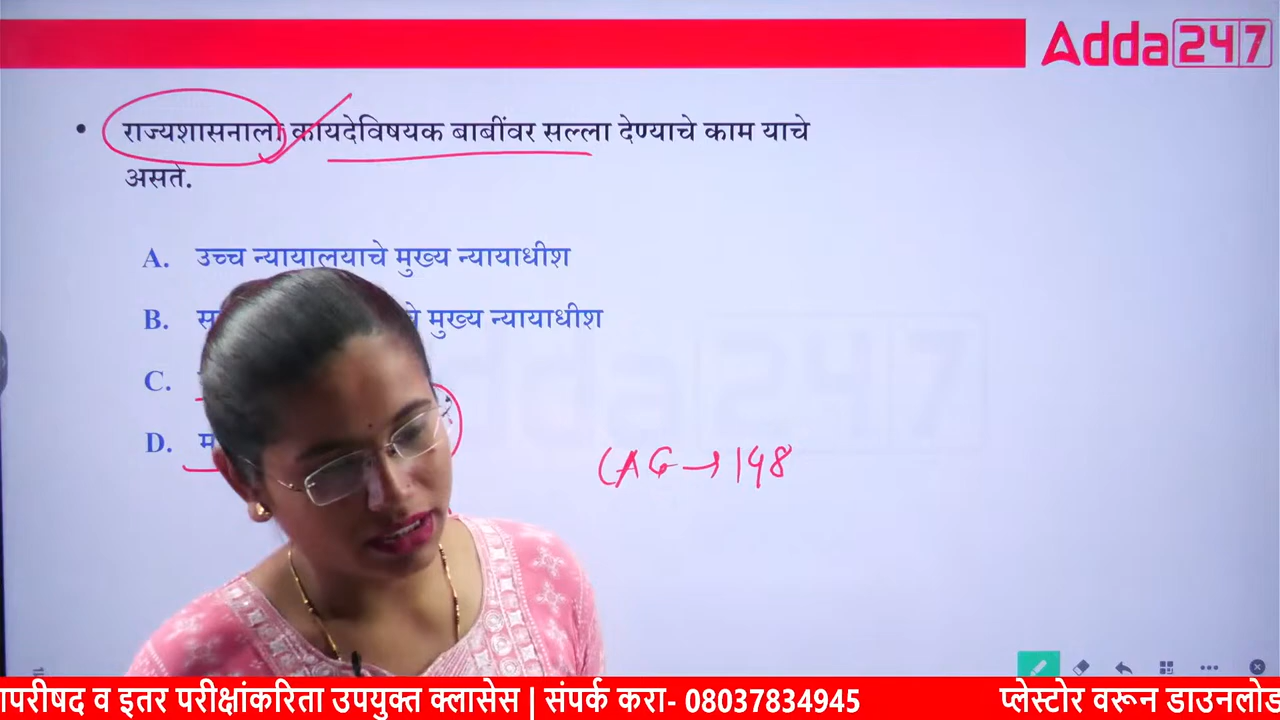 Adda247
• राज्यशासनाला कायदेविषयक बाबींवर सल्ला देण्याचे काम याचे
असते.
A. उच्च न्यायालयाचे मुख्य न्यायाधीश
B. मुख्य न्यायाधीश
C.
D.
CAG → 148
ापरीषद व इतर परीक्षांकरिता उपयुक्त क्लासेस | संपर्क करा- 08037834945 प्लेस्टोर वरून डाउनलोड